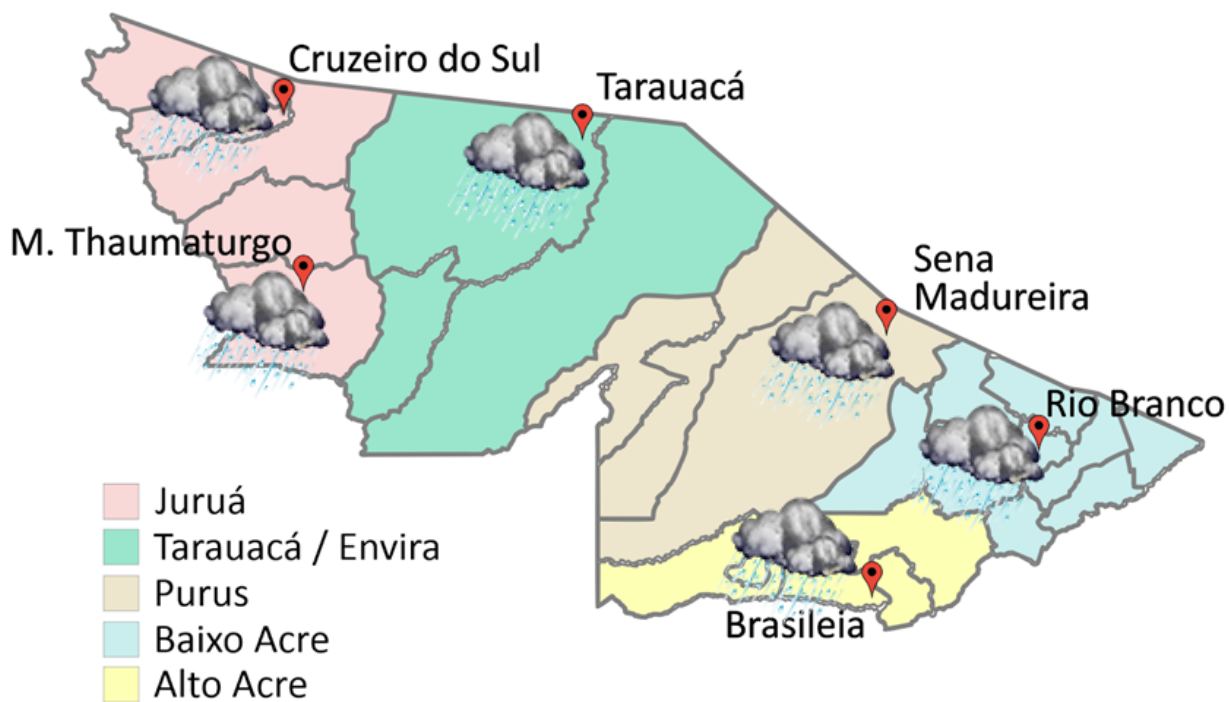 Cruzeiro do Sul
Tarauacá
M. Thaumaturgo
Sena
Madureira
Rio Branco
Brasileia
Juruá
Tarauacá / Envira
Purus
Baixo Acre
Alto Acre